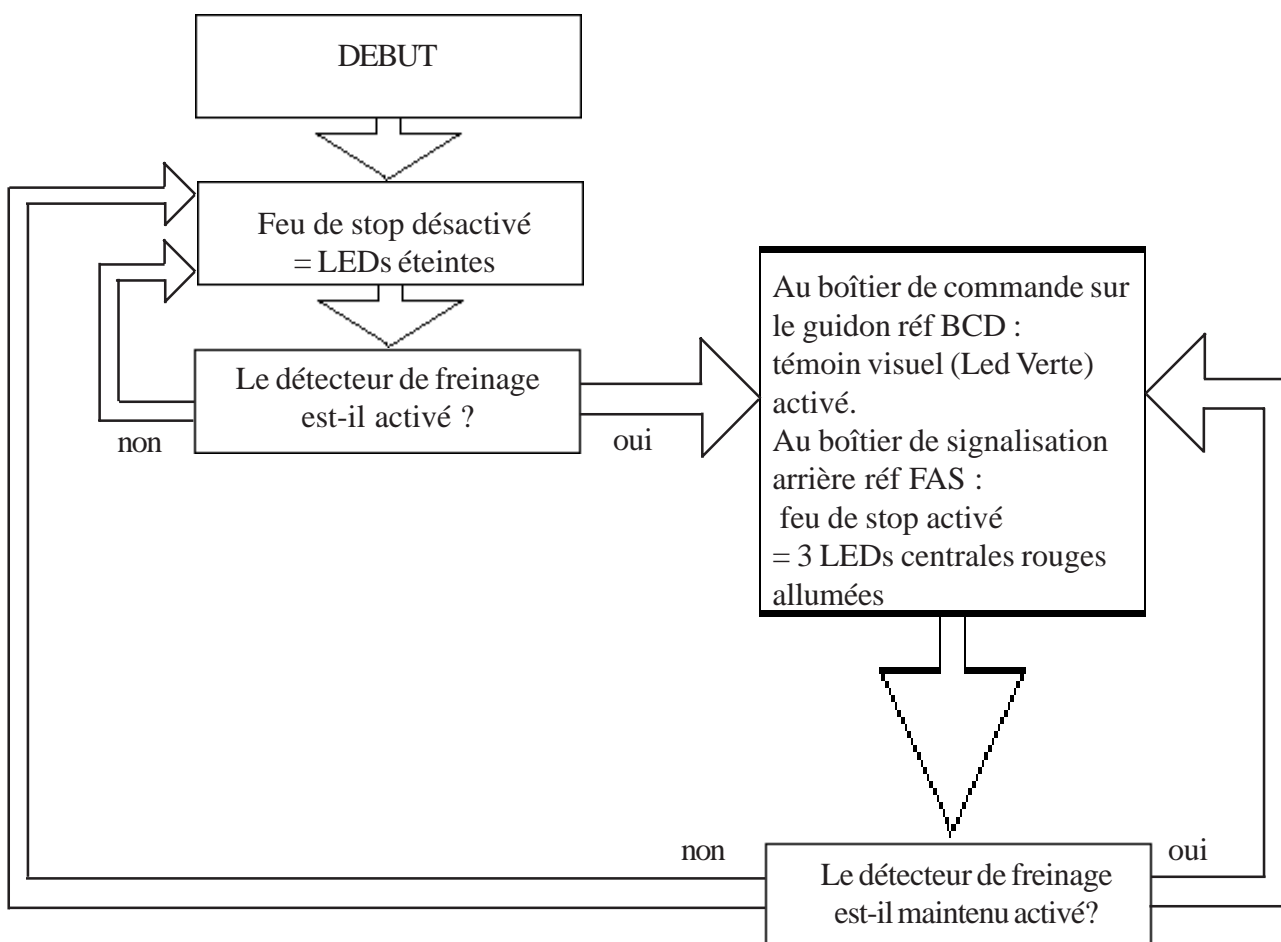 DEBUT
Feu de stop désactivé
= LEDs éteintes
Le détecteur de freinage
est-il activé ?
non
oui
Au boîtier de commande sur
le guidon réf BCD :
témoin visuel (Led Verte)
activé.
Au boîtier de signalisation
arrière réf FAS :
feu de stop activé
= 3 LEDs centrales rouges
allumées
non
oui
Le détecteur de freinage
est-il maintenu activé?